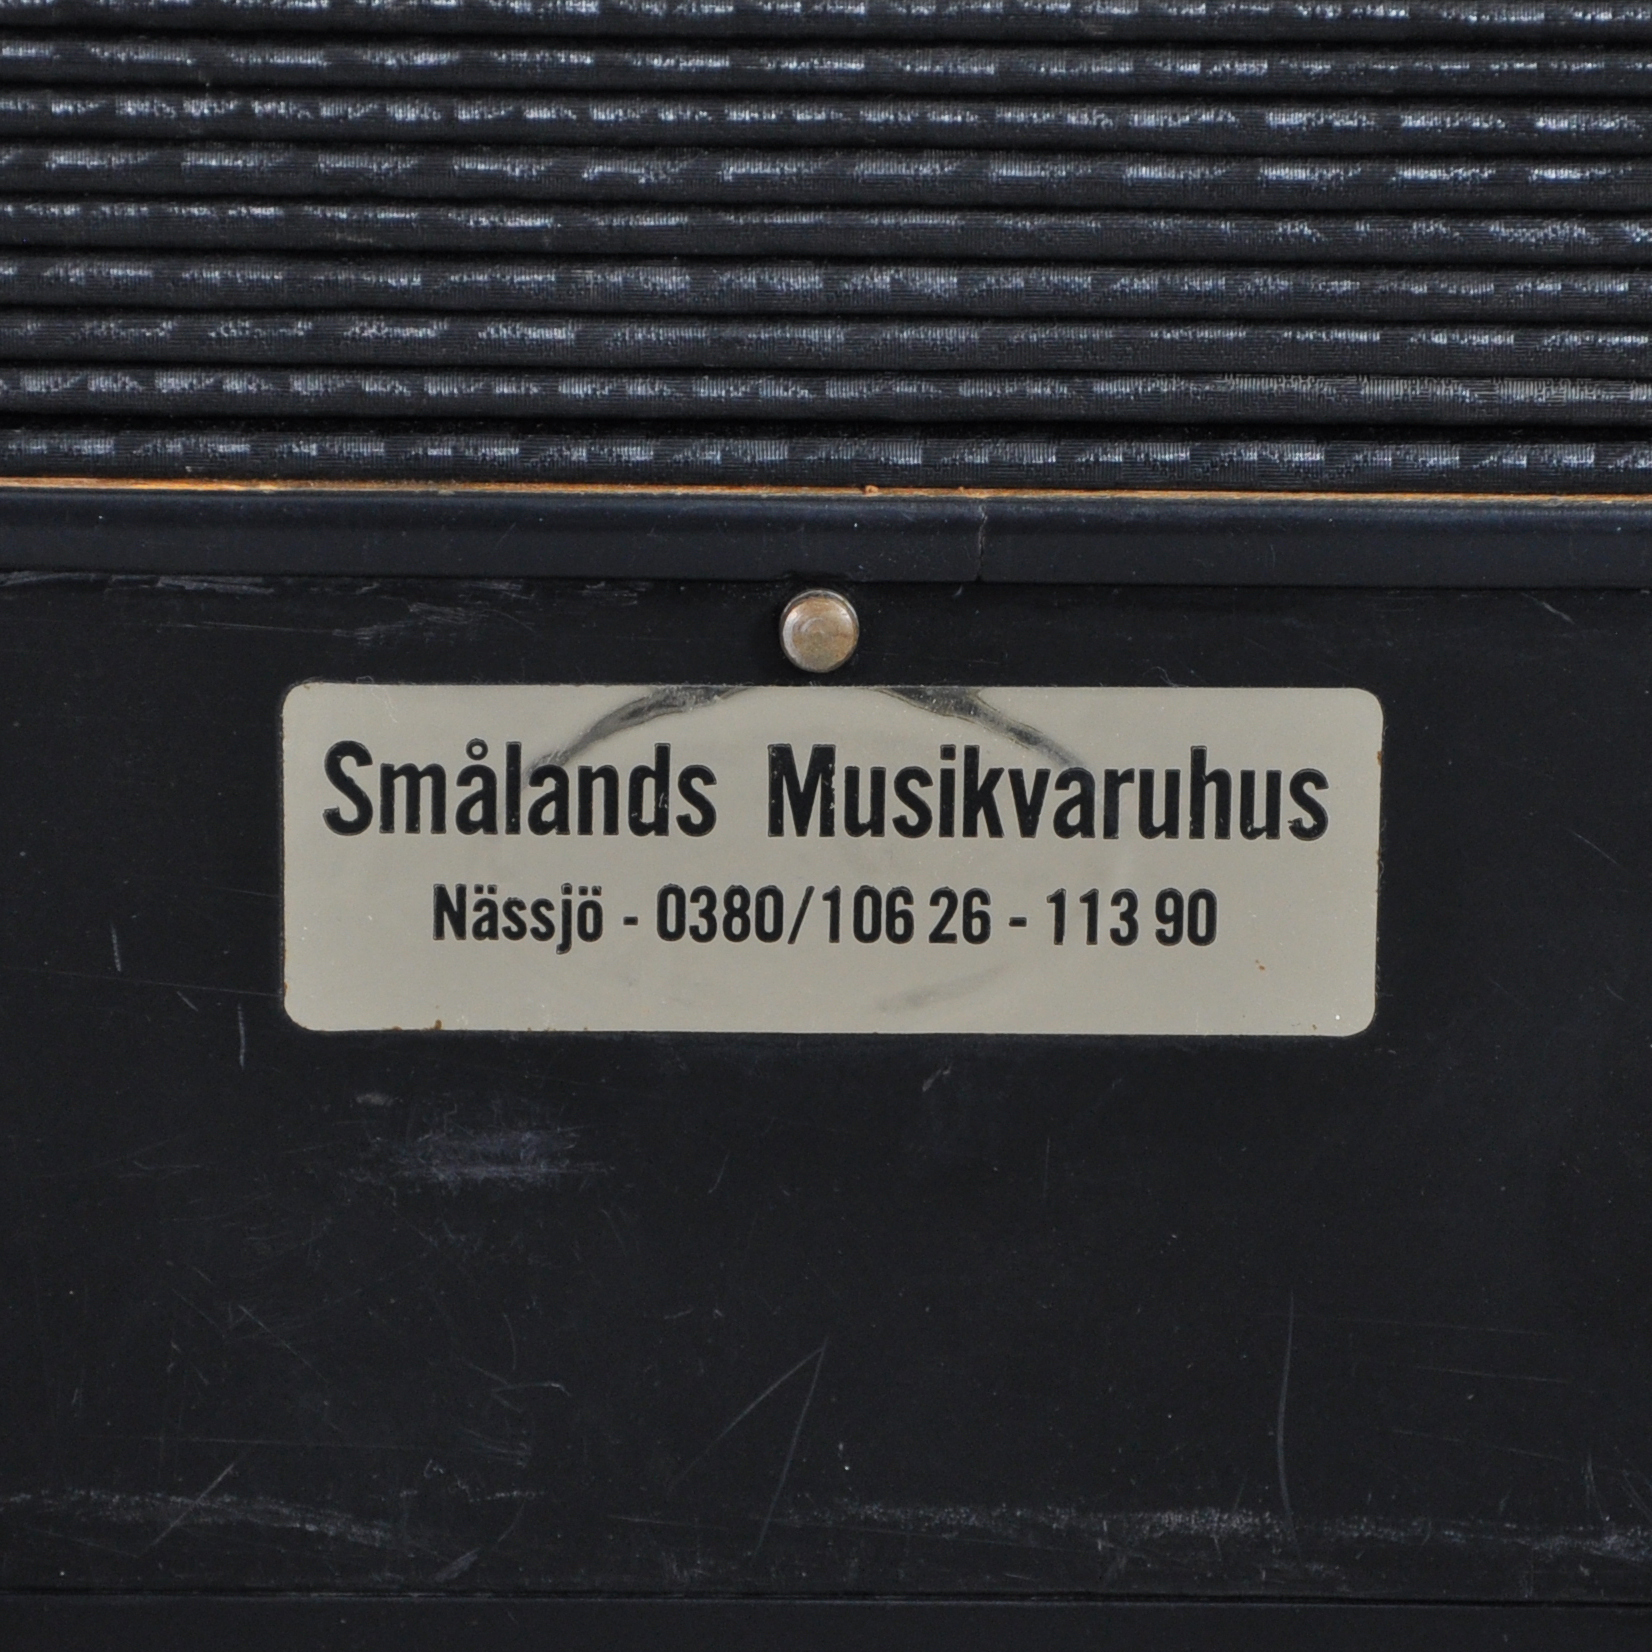 Smålands Musikvaruhus
Nässjö - 0380/106 26 - 113 90